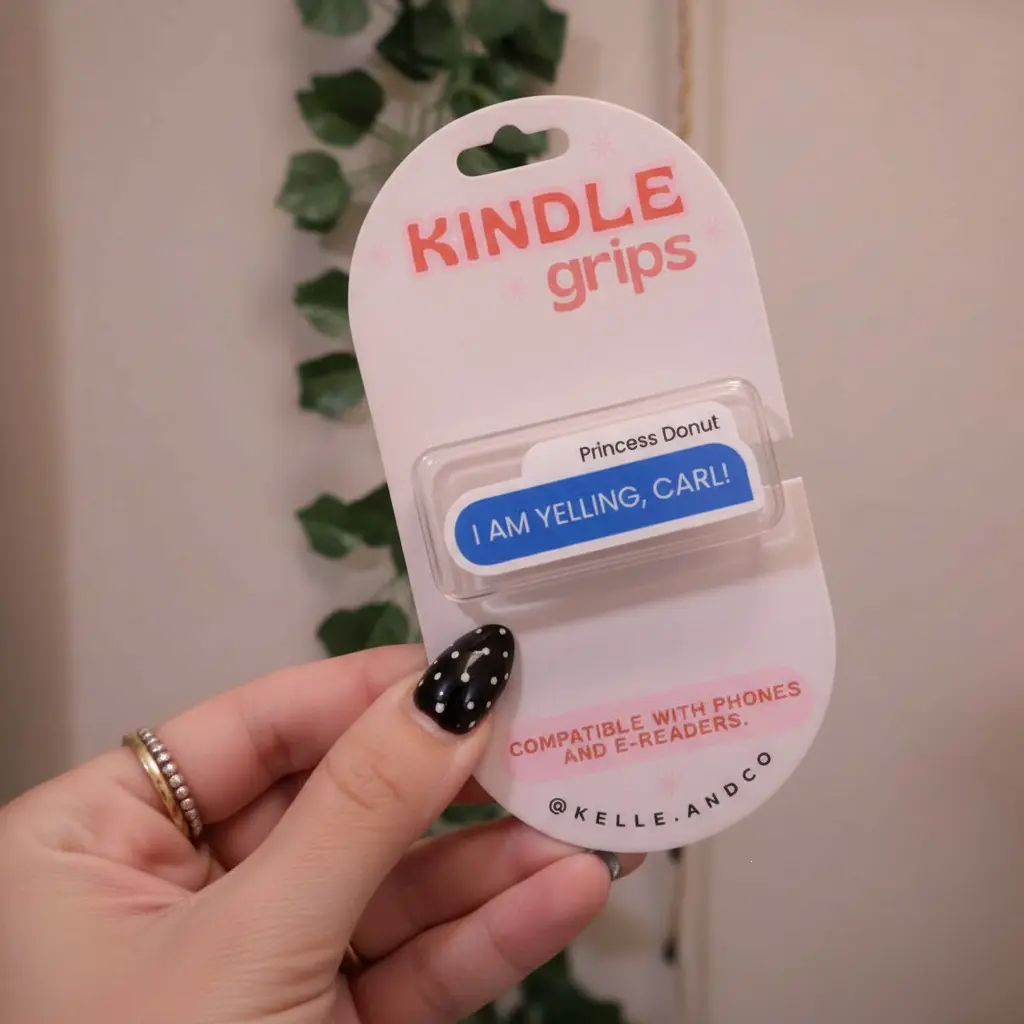 KINDLE
grips
Princess Donut
I AM YELLING, CARL!
COMPATIBLE WITH PHONES
AND E-READERS.
@KELLE.ANDCO